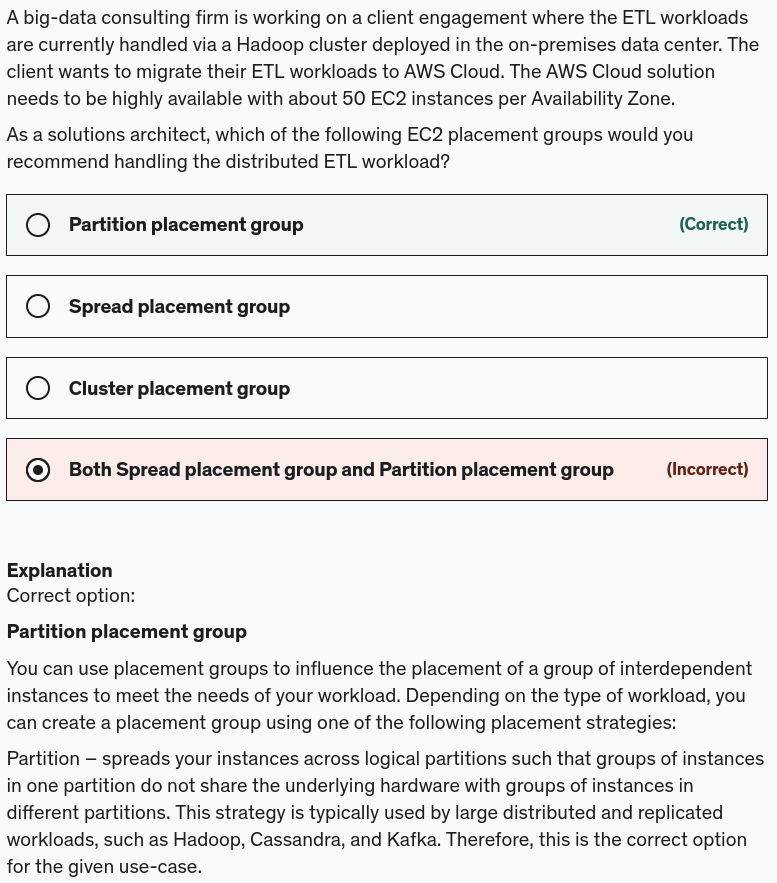 A big-data consulting firm is working on a client engagement where the ETL workloads
are currently handled via a Hadoop cluster deployed in the on-premises data center. The
client wants to migrate their ETL workloads to AWS Cloud. The AWS Cloud solution
needs to be highly available with about 50 EC2 instances per Availability Zone.
As a solutions architect, which of the following EC2 placement groups would you
recommend handling the distributed ETL workload?
Partition placement group (Correct)
Spread placement group
Cluster placement group
Both Spread placement group and Partition placement group (Incorrect)
Explanation
Correct option:
Partition placement group
You can use placement groups to influence the placement of a group of interdependent
instances to meet the needs of your workload. Depending on the type of workload, you
can create a placement group using one of the following placement strategies:
Partition – spreads your instances across logical partitions such that groups of instances
in one partition do not share the underlying hardware with groups of instances in
different partitions. This strategy is typically used by large distributed and replicated
workloads, such as Hadoop, Cassandra, and Kafka. Therefore, this is the correct option
for the given use-case.